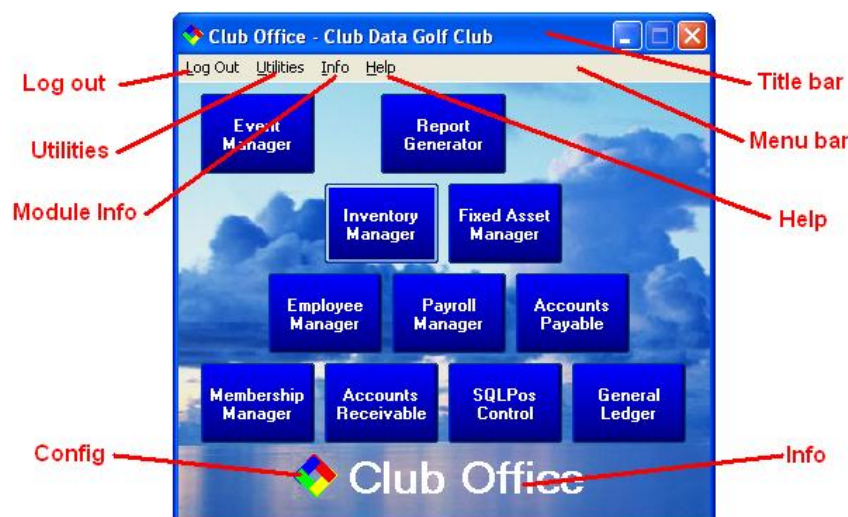 Club Office - Club Data Golf Club
Log Out Utilities Info Help
Log out
Title bar
Utilities
Menu bar
Module Info
Help
Event
Manager
Report
Generator
Inventory
Manager
Fixed Asset
Manager
Employee
Manager
Payroll
Manager
Accounts
Payable
Membership
Manager
Accounts
Receivable
SQLPos
Control
General
Ledger
Config
Club Office
Info